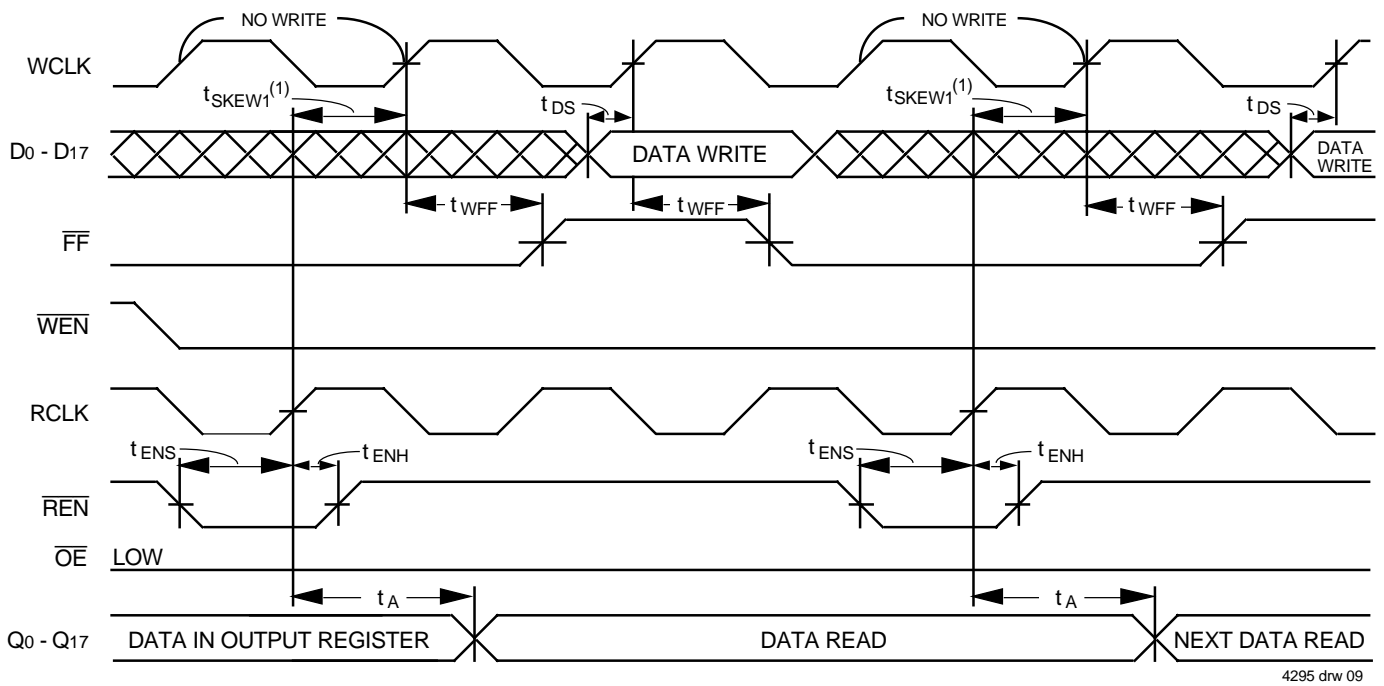 NO WRITE
NO WRITE
WCLK
tSKEW1(1)
tDS
tSKEW1(1)
tDS
D0 - D17
DATA WRITE
DATA
WRITE
tWFF
tWFF
tWFF
FF
WEN
RCLK
tENS
tENH
tENS
tENH
REN
OE
LOW
tA
tA
Q0 - Q17
DATA IN OUTPUT REGISTER
DATA READ
NEXT DATA READ
4295 drw 09